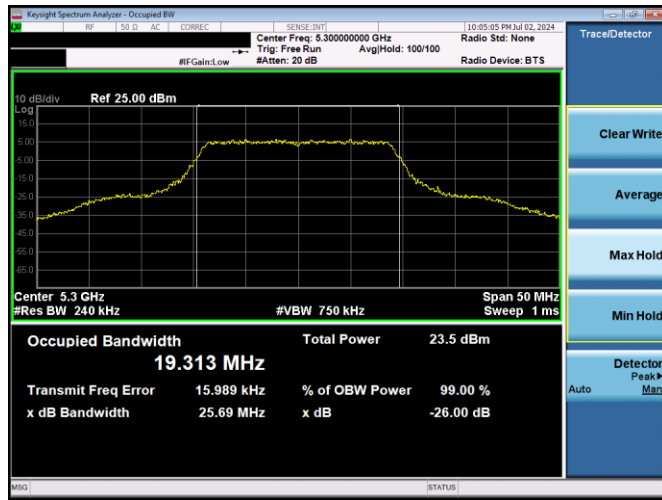 Keysight Spectrum Analyzer - Occupied BW
RF 50 Ω AC CORREC SENSE:INT 10:05:05 PM Jul 02, 2024
Center Freq: 5.300000000 GHz Radio Std: None
Trig: Free Run Avg|Hold: 100/100
#IFGain:Low #Atten: 20 dB Radio Device: BTS
10 dB/div Ref 25.00 dBm
Log
15.0
5.00
-5.00
-15.0
-25.0
-35.0
-45.0
-55.0
-65.0
Center 5.3 GHz Span 50 MHz
#Res BW 240 kHz #VBW 750 kHz Sweep 1 ms
Occupied Bandwidth Total Power 23.5 dBm
19.313 MHz
Transmit Freq Error 15.989 kHz % of OBW Power 99.00 %
x dB Bandwidth 25.69 MHz x dB -26.00 dB
MSG STATUS
Trace/Detector
Clear Write
Average
Max Hold
Min Hold
Detector
Peak▶
Auto Man